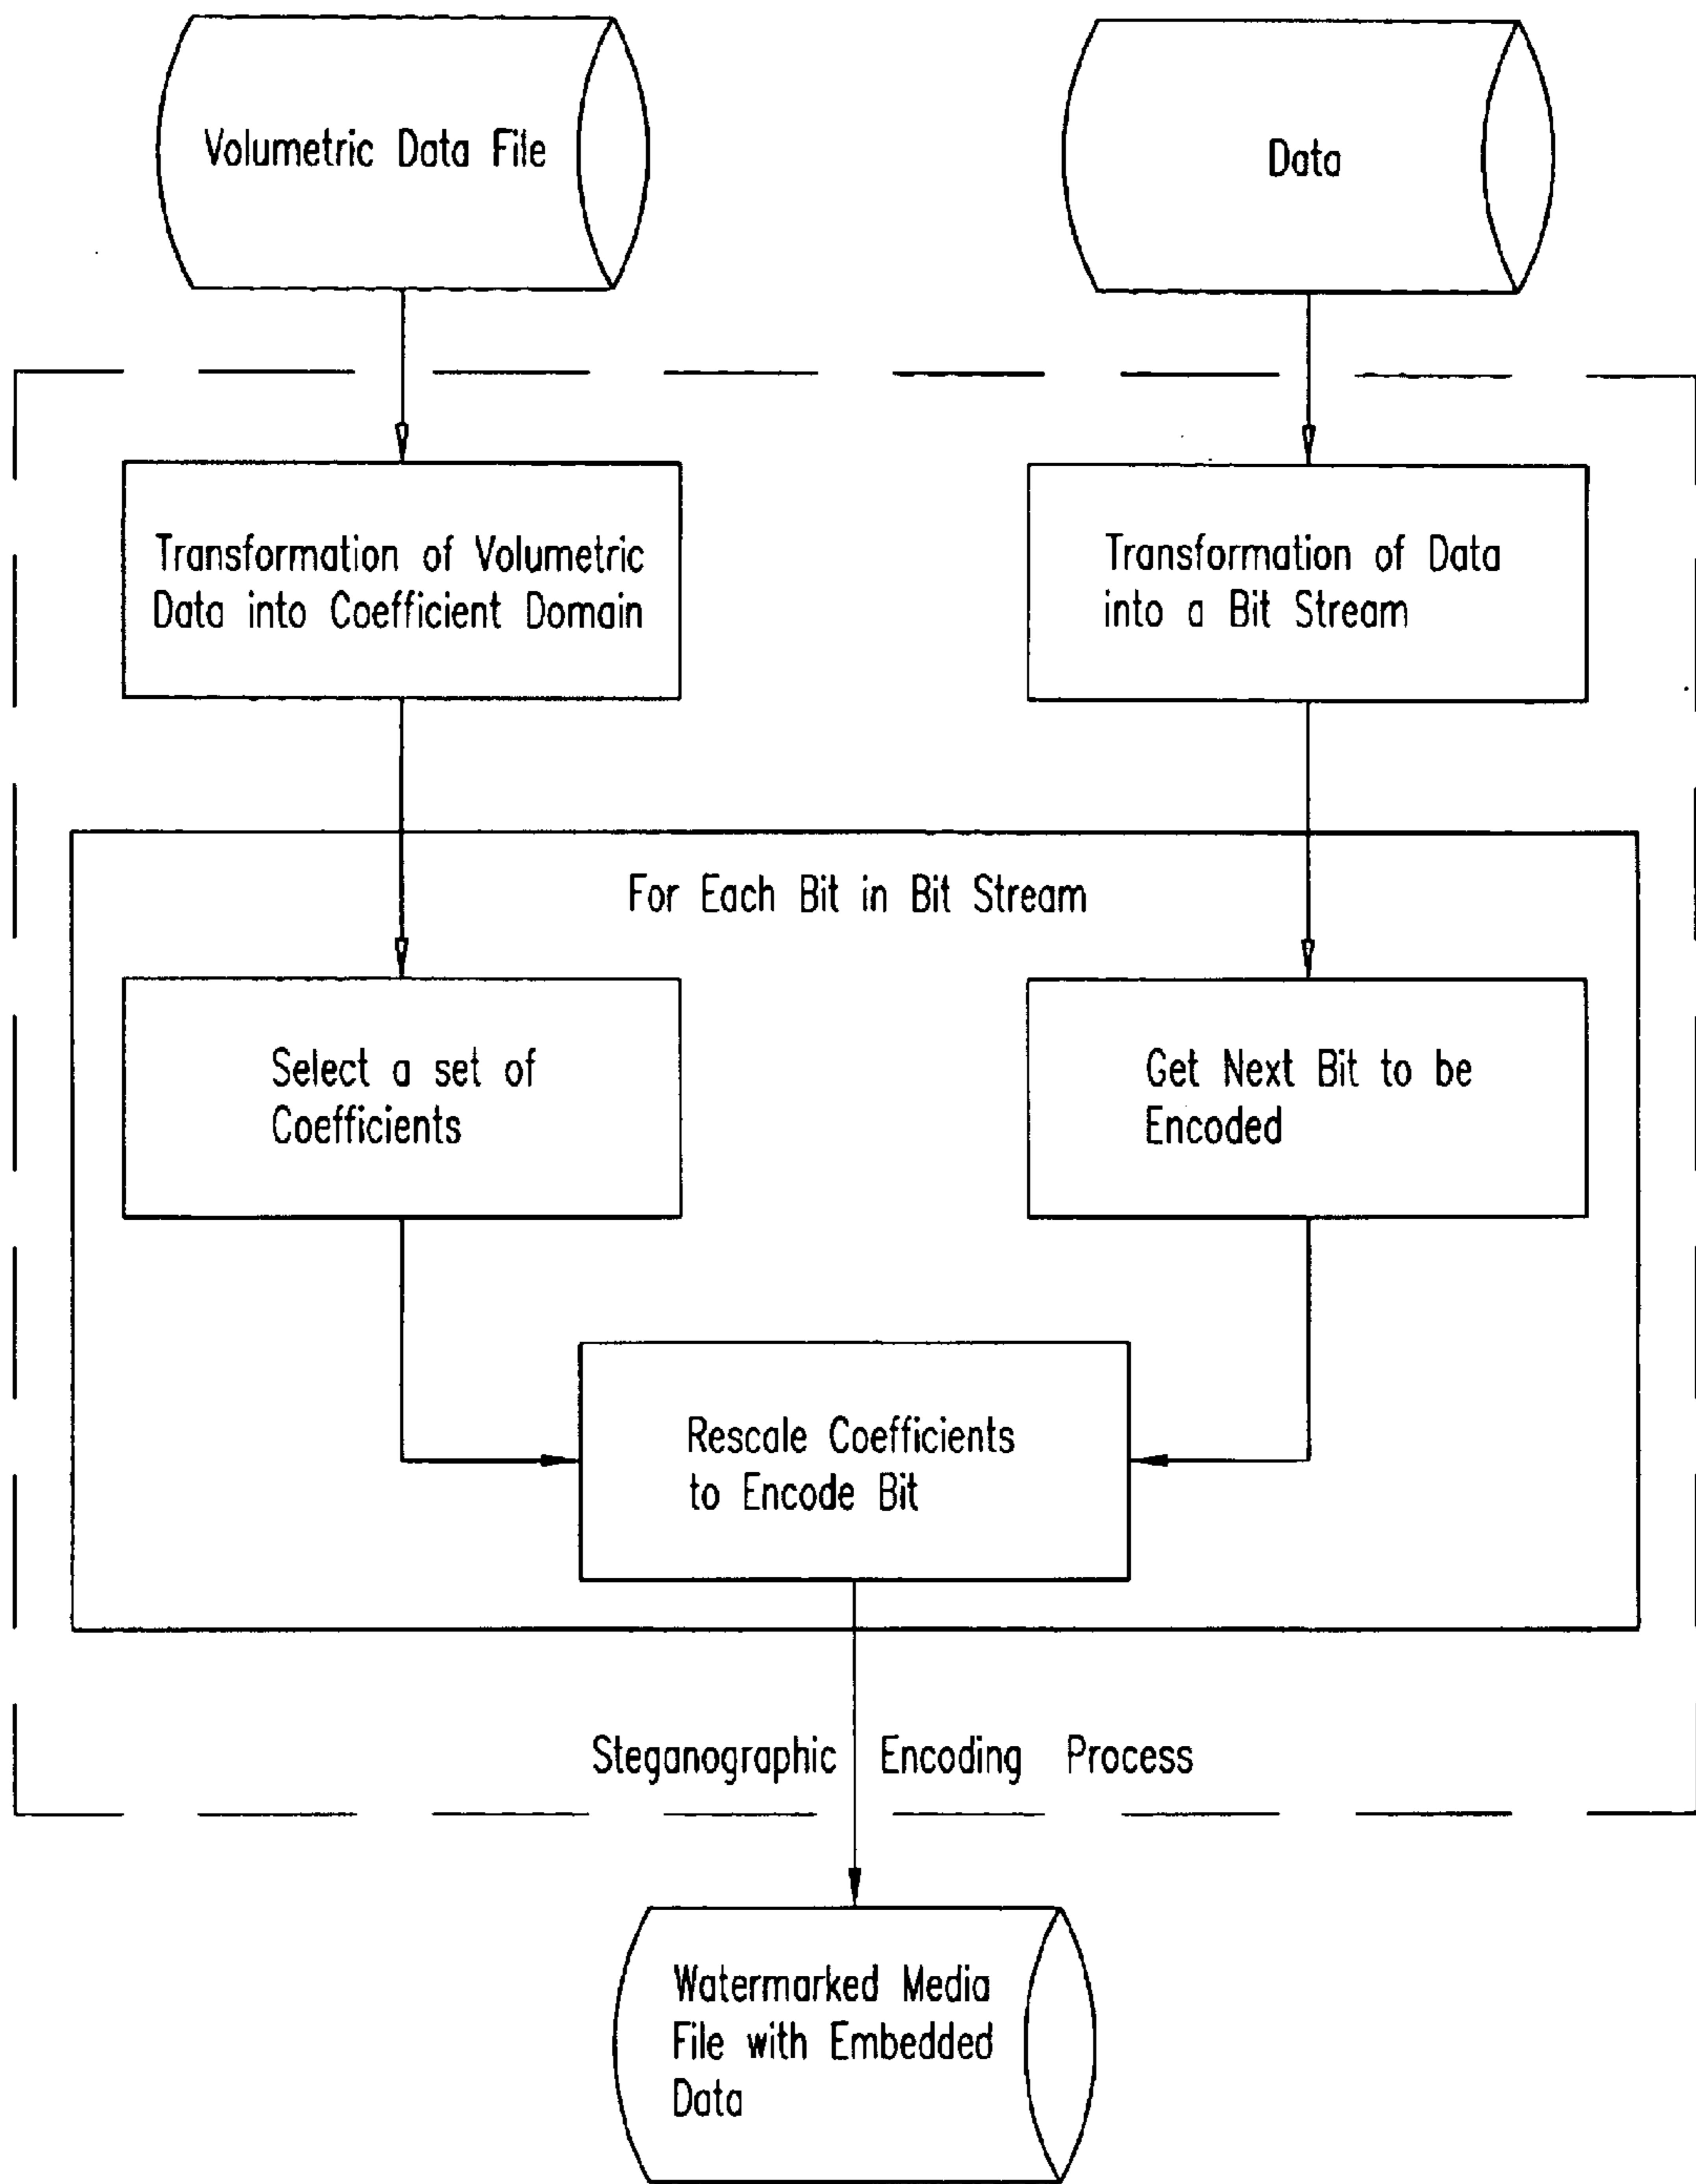 Volumetric Data File
Data
Transformation of Volumetric
Data into Coefficient Domain
Transformation of Data
into a Bit Stream
For Each Bit in Bit Stream
Select a set of
Coefficients
Get Next Bit to be
Encoded
Rescale Coefficients
to Encode Bit
Steganographic Encoding Process
Watermarked Media
File with Embedded
Data